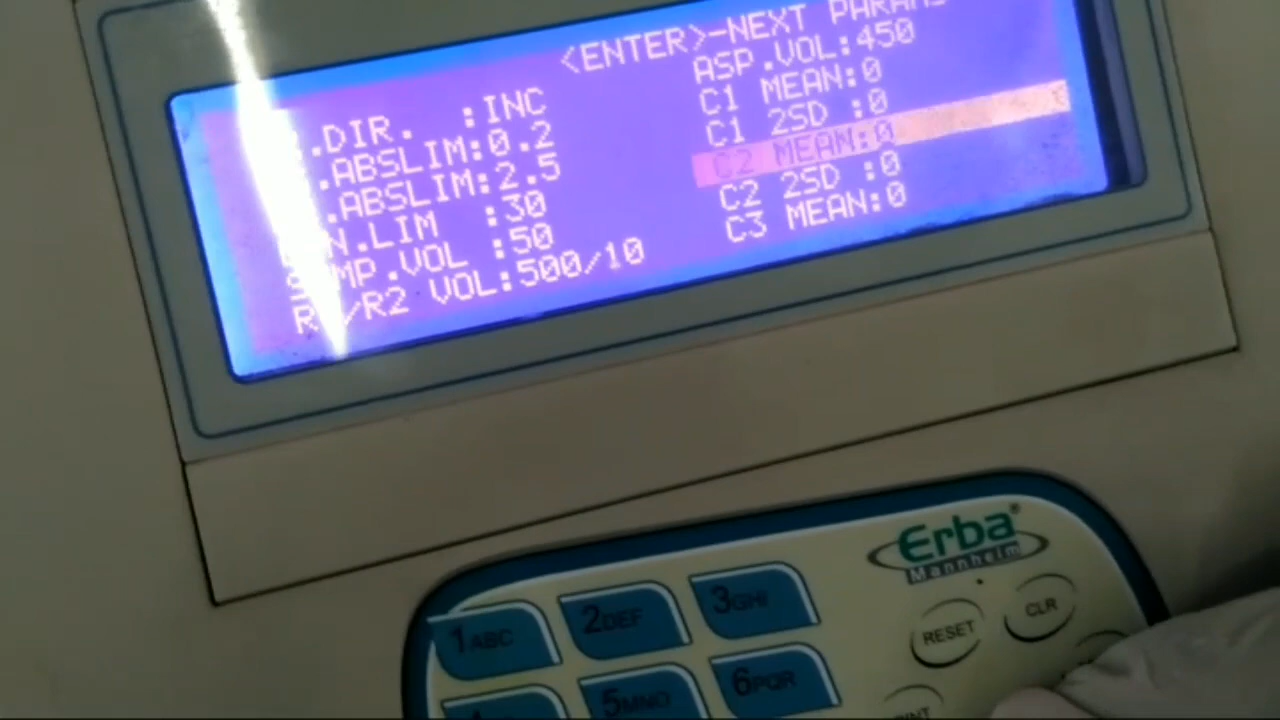 <ENTER>-NEXT PARAMS
.DIR. :INC
.ABSLIM:0.2
.ABSLIM:2.5
N.LIM :30
MP.VOL :50
/R2 VOL:500/10
ASP.VOL:450
C1 MEAN:0
C1 2SD :0
C2 MEAN:0
C2 2SD :0
C3 MEAN:0
Erba®
Mannheim
1ABC
2DEF
3GHI
RESET
CLR
5MNO
6PQR